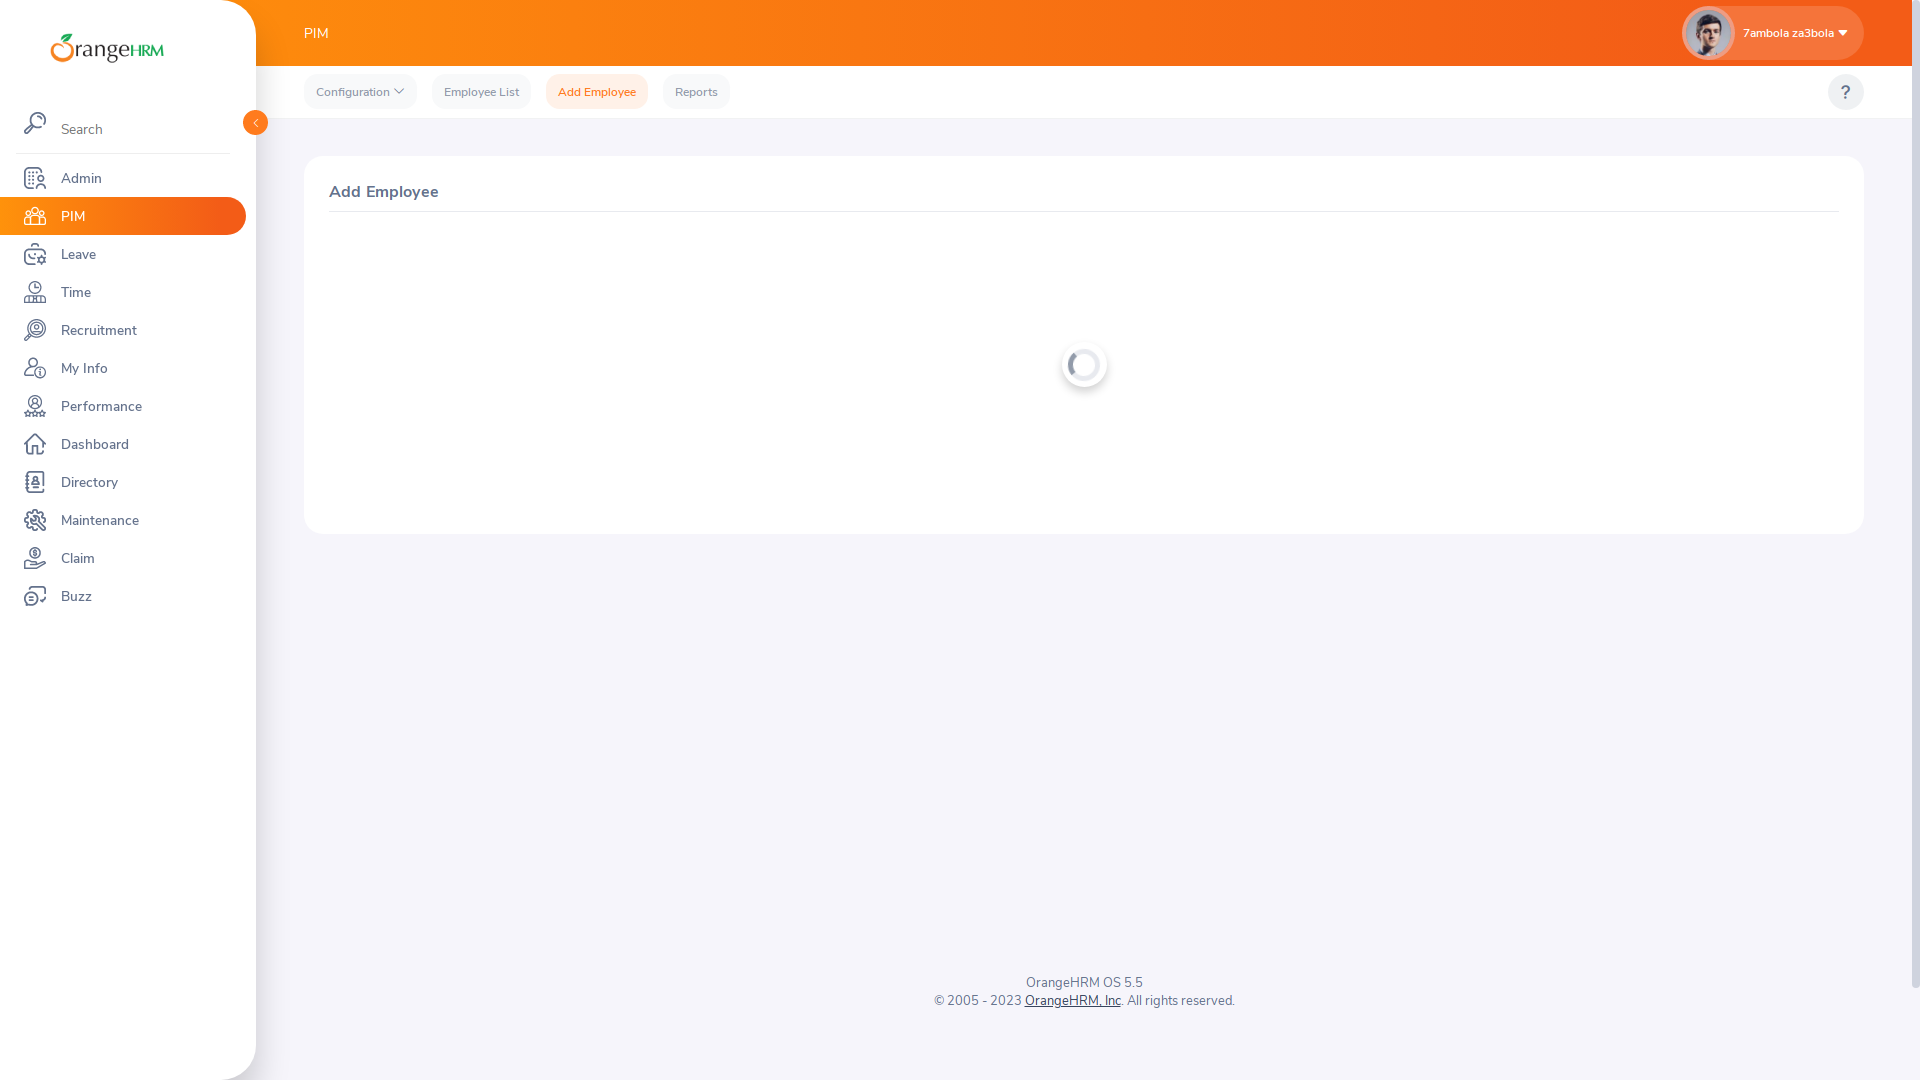 OrangeHRM
PIM
7ambola za3bola
Configuration
Employee List
Add Employee
Reports
?
Search
Admin
PIM
Leave
Time
Recruitment
My Info
Performance
Dashboard
Directory
Maintenance
Claim
Buzz
Add Employee
OrangeHRM OS 5.5
© 2005 - 2023 OrangeHRM, Inc. All rights reserved.